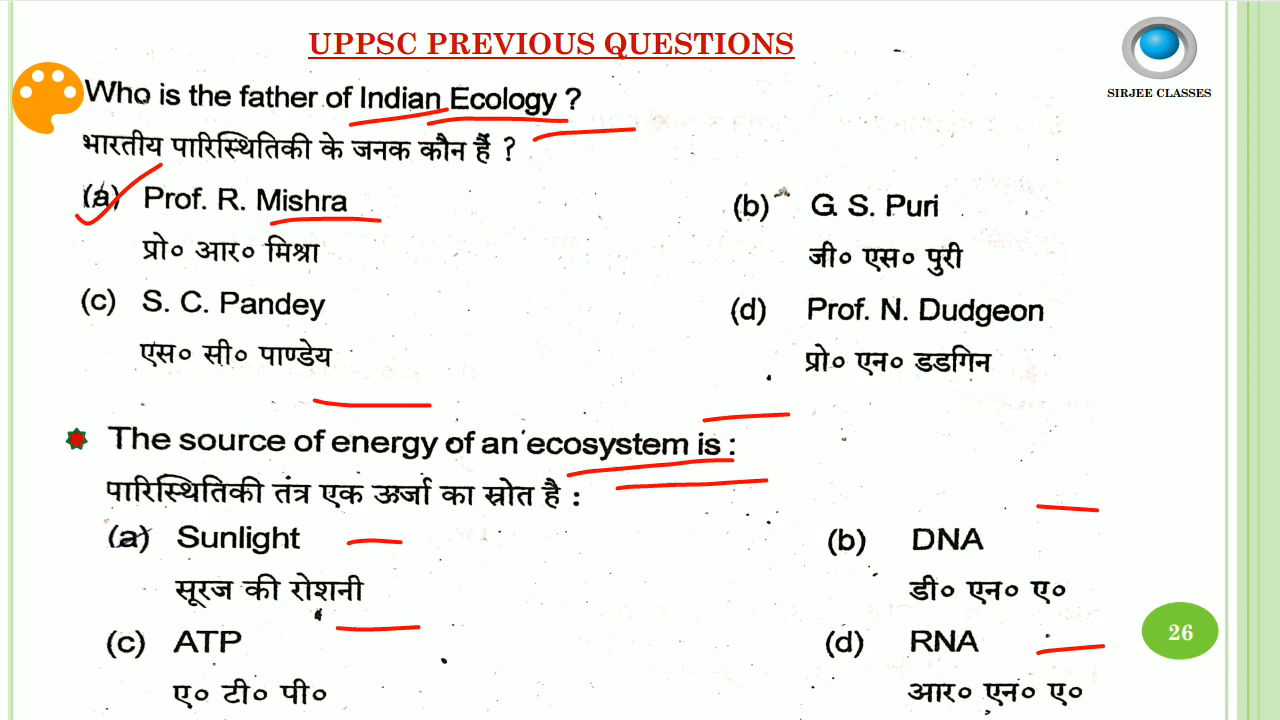 UPPSC PREVIOUS QUESTIONS
SIRJEE CLASSES
Who is the father of Indian Ecology ?
भारतीय पारिस्थितिकी के जनक कौन हैं ?
(a) Prof. R. Mishra
(b) G. S. Puri
प्रो० आर० मिश्रा
जी० एस० पुरी
(c) S. C. Pandey
(d) Prof. N. Dudgeon
एस० सी० पाण्डेय
प्रो० एन० डडगिन
The source of energy of an ecosystem is :
पारिस्थितिकी तंत्र एक ऊर्जा का स्रोत है :
(a) Sunlight
(b) DNA
सूरज की रोशनी
डी० एन० ए०
(c) ATP
(d) RNA
ए० टी० पी०
आर० एन० ए०
26